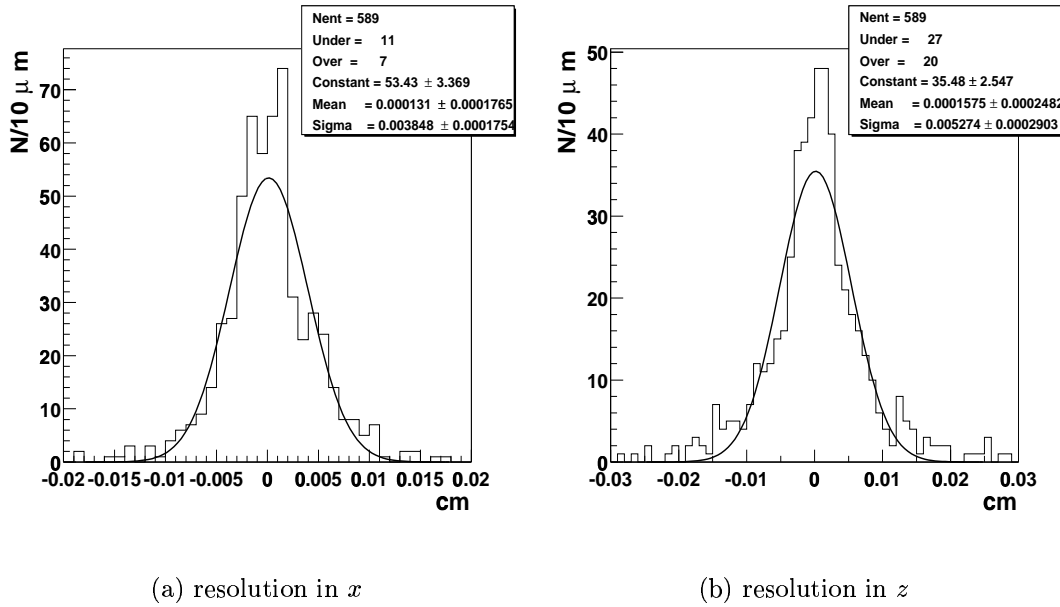 Nent = 589
Under = 11
Over = 7
Constant = 53.43 ± 3.369
Mean = 0.000131 ± 0.0001765
Sigma = 0.003848 ± 0.0001754
N/10 μ m
70
60
50
40
30
20
10
0
-0.02 -0.015 -0.01 -0.005 0 0.005 0.01 0.015 0.02
cm
(a) resolution in x
Nent = 589
Under = 27
Over = 20
Constant = 35.48 ± 2.547
Mean = 0.0001575 ± 0.0002482
Sigma = 0.005274 ± 0.0002903
N/10 μ m
50
40
30
20
10
0
-0.03 -0.02 -0.01 0 0.01 0.02 0.03
cm
(b) resolution in z